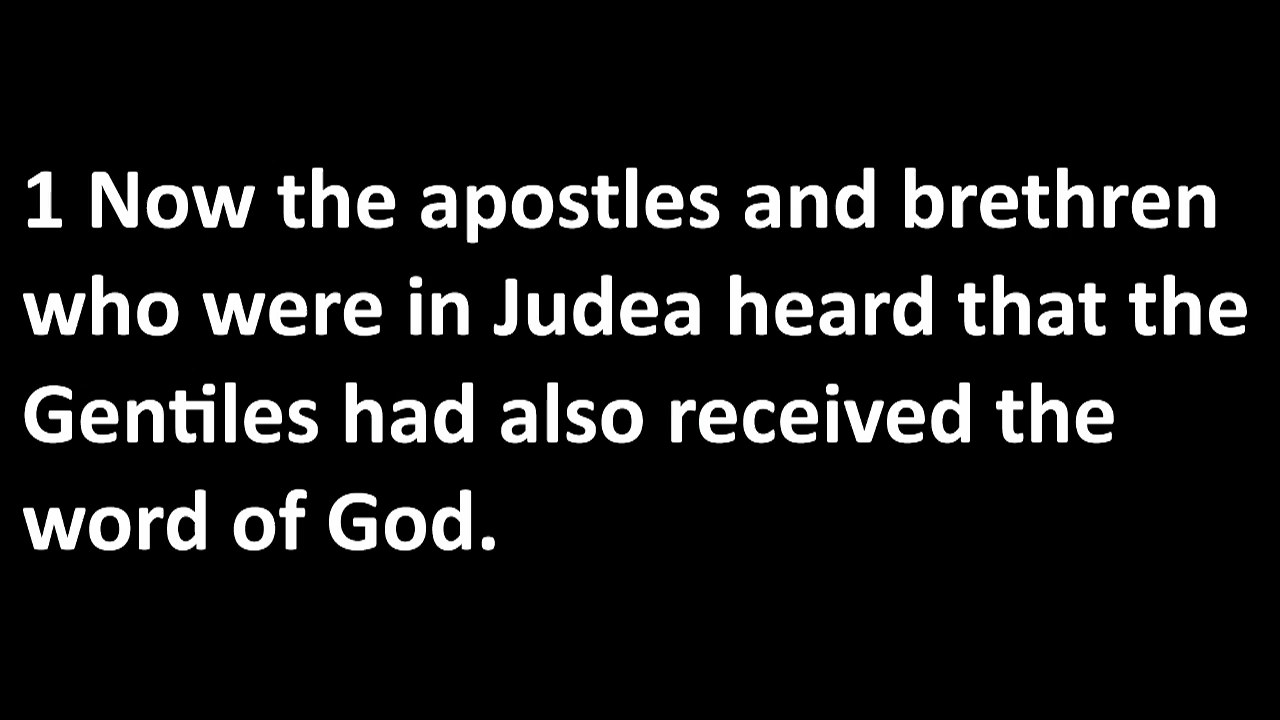 1 Now the apostles and brethren
who were in Judea heard that the
Gentiles had also received the
word of God.